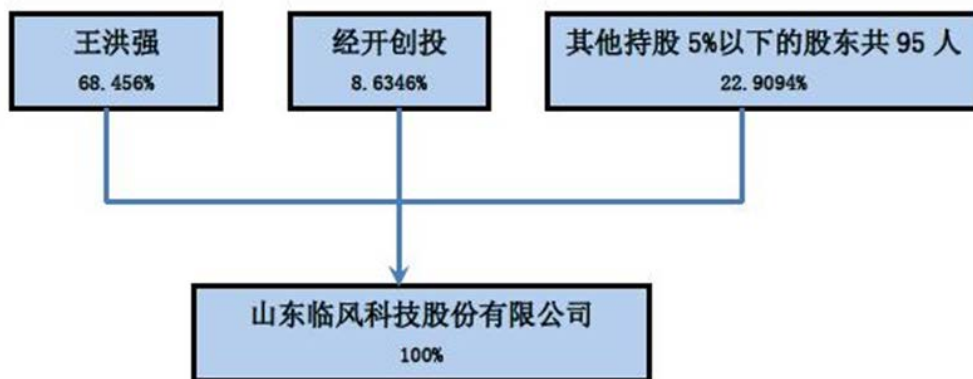 王洪强
68.456%
经开创投
8.6346%
其他持股 5%以下的股东共 95 人
22.9094%
山东临风科技股份有限公司
100%